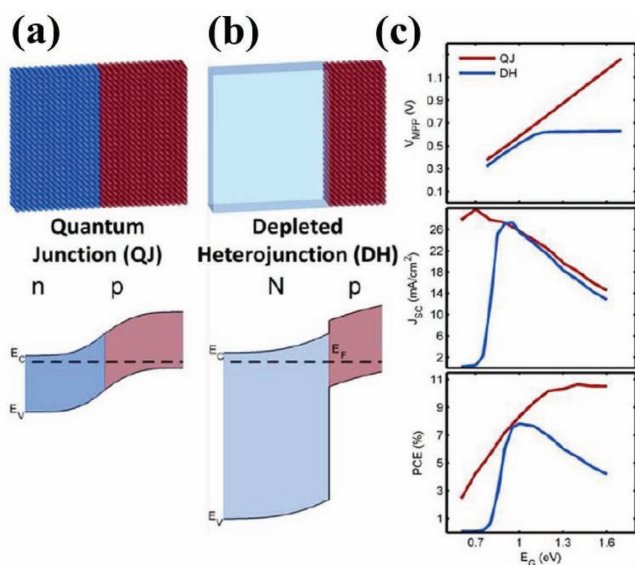 (a)
(b)
(c)
Quantum
Junction (QJ)
n p
E_C
E_V
Depleted
Heterojunction (DH)
N p
E_C
E_F
E_V
QJ
DH
V_MPP (V)
1.1
0.9
0.7
0.5
0.3
0.1
J_SC (mA/cm²)
26
22
18
14
10
6
2
PCE (%)
11
9
7
5
3
1
0.7 1 1.3 1.6
E_G (eV)